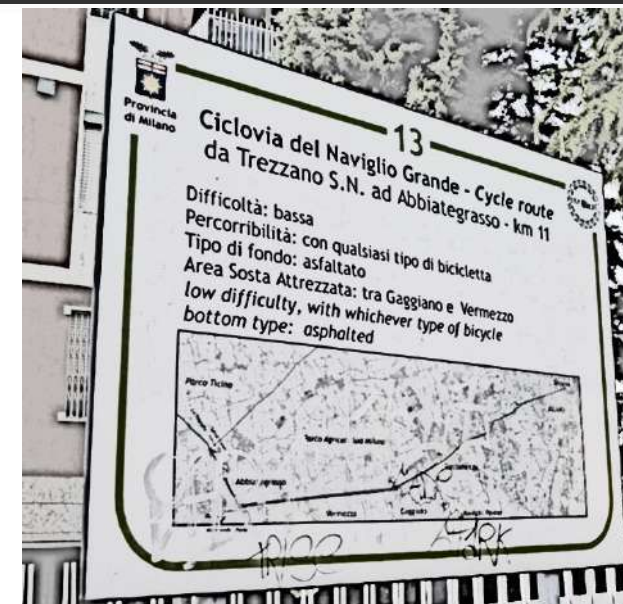 Provincia
di Milano
13
Ciclovia del Naviglio Grande - Cycle route
da Trezzano S.N. ad Abbiategrasso - km 11
Difficoltà: bassa
Percorribilità: con qualsiasi tipo di bicicletta
Tipo di fondo: asfaltato
Area Sosta Attrezzata: tra Gaggiano e Vermezzo
low difficulty, with whichever type of bicycle
bottom type: asphalted
Parco Ticino
Vermezzo
Gaggiano